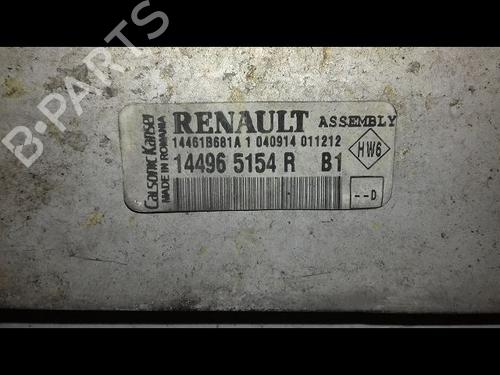 B-PARTS
RENAULT ASSEMBLY
14461B681A 1 040914 011212
14496 5154 R B1
HW6
--D
Calsonic Kansei
MADE IN ROMANIA